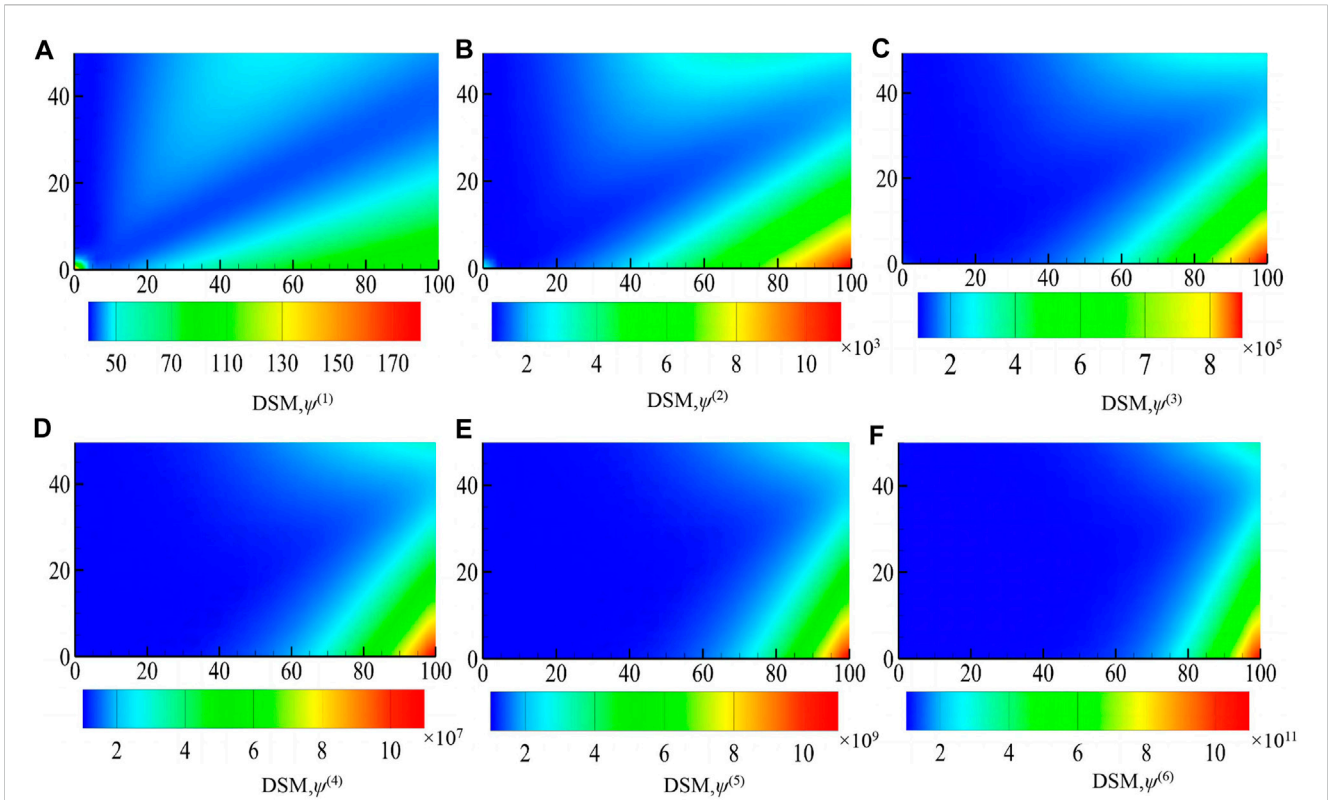 A
B
C
40
20
0
0 20 40 60 80 100
40
20
0
0 20 40 60 80 100
40
20
0
0 20 40 60 80 100
50 70 110 130 150 170
2 4 6 8 10 ×10³
2 4 6 7 8 ×10⁵
DSM,ψ⁽¹⁾
DSM,ψ⁽²⁾
DSM,ψ⁽³⁾
D
E
F
40
20
0
0 20 40 60 80 100
40
20
0
0 20 40 60 80 100
40
20
0
0 20 40 60 80 100
2 4 6 8 10 ×10⁷
2 4 6 8 10 ×10⁹
2 4 6 8 10 ×10¹¹
DSM,ψ⁽⁴⁾
DSM,ψ⁽⁵⁾
DSM,ψ⁽⁶⁾